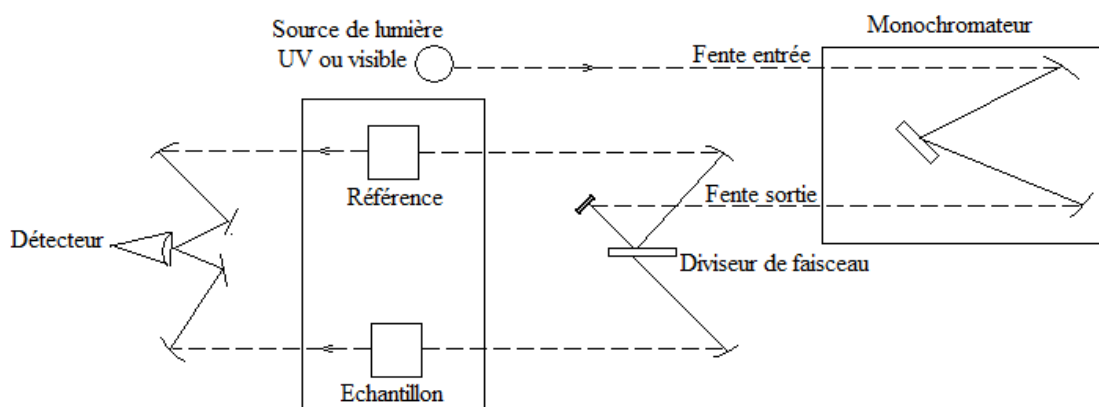 Source de lumière
UV ou visible
Monochromateur
Fente entrée
Référence
Fente sortie
Détecteur
Diviseur de faisceau
Echantillon